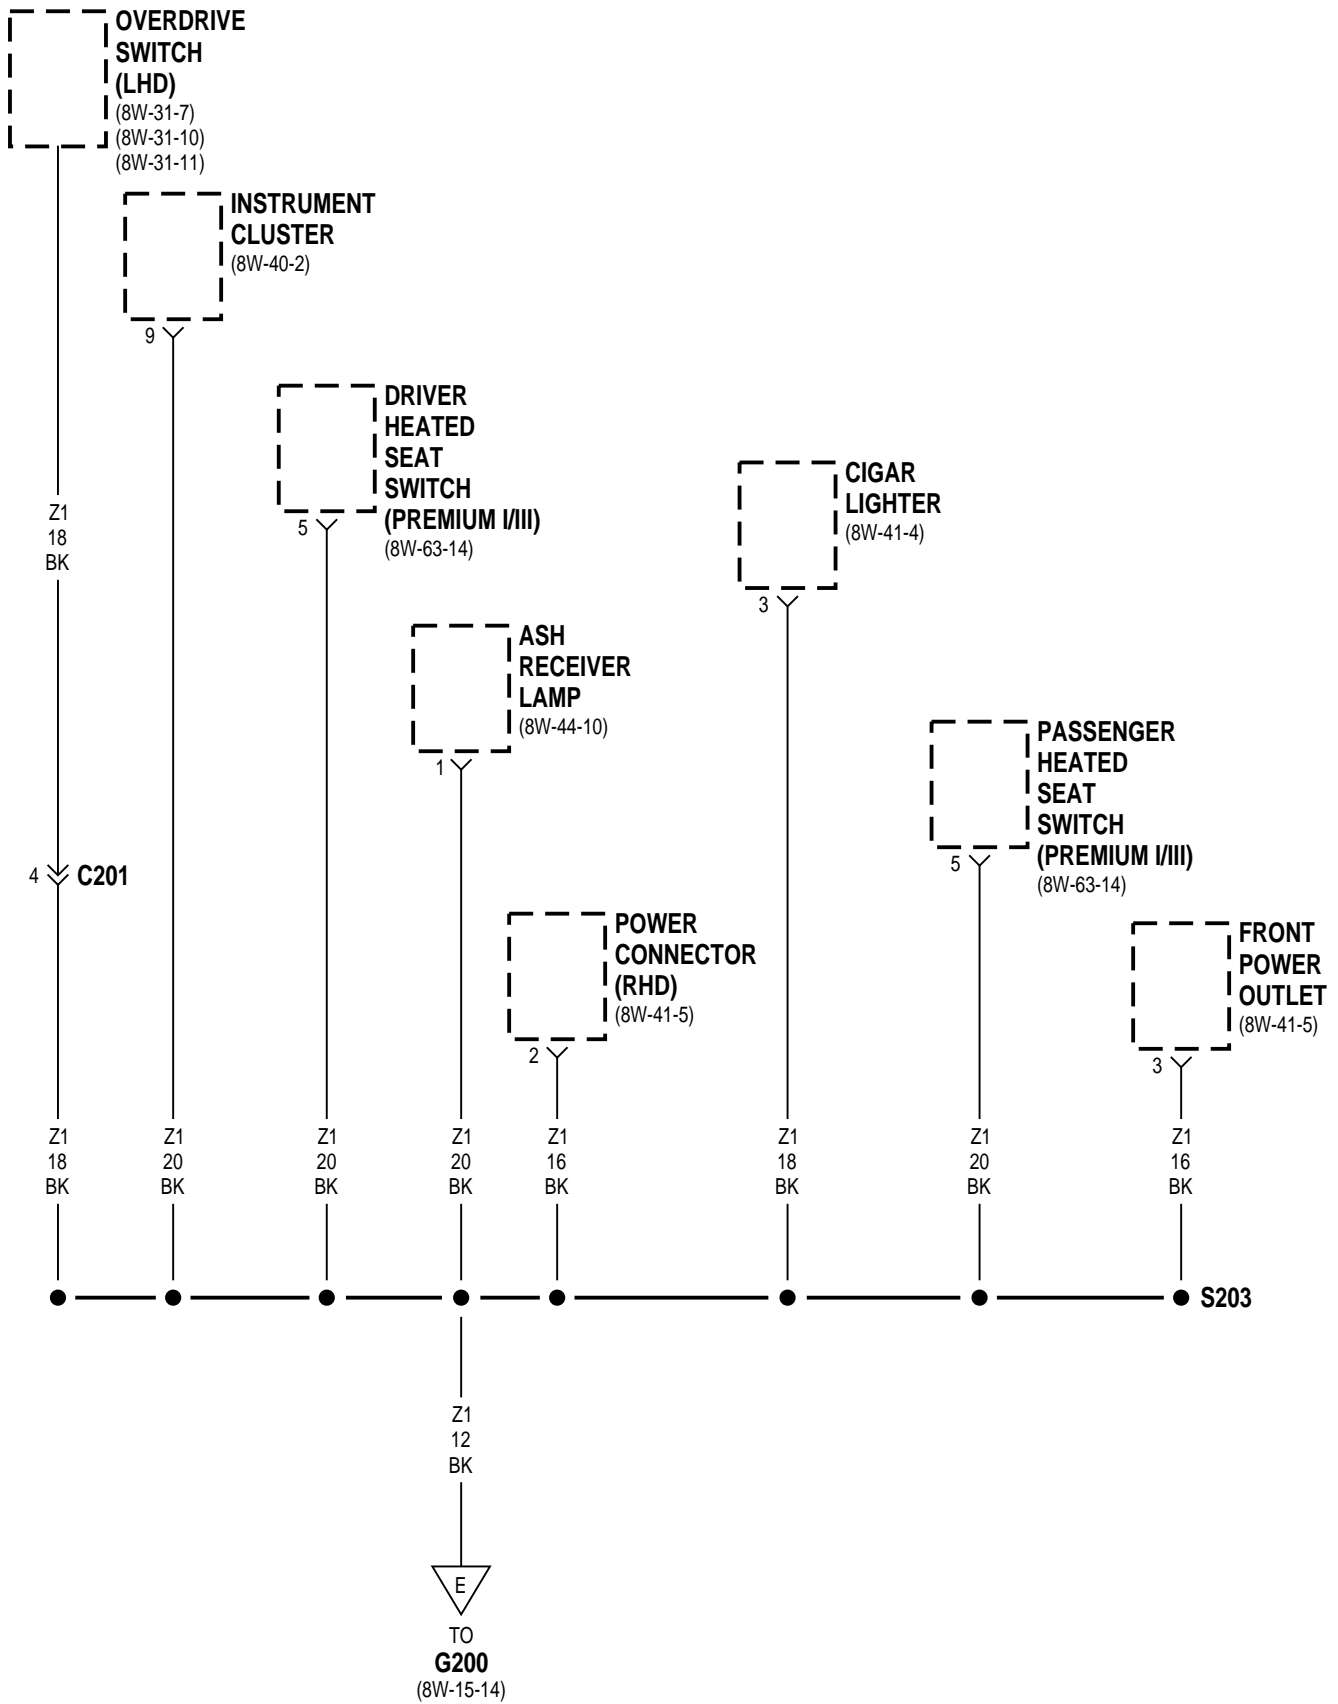 OVERDRIVE
SWITCH
(LHD)
(8W-31-7)
(8W-31-10)
(8W-31-11)
INSTRUMENT
CLUSTER
(8W-40-2)
9
DRIVER
HEATED
SEAT
SWITCH
(PREMIUM I/III)
(8W-63-14)
5
CIGAR
LIGHTER
(8W-41-4)
3
Z1
18
BK
ASH
RECEIVER
LAMP
(8W-44-10)
1
PASSENGER
HEATED
SEAT
SWITCH
(PREMIUM I/III)
(8W-63-14)
5
4 C201
POWER
CONNECTOR
(RHD)
(8W-41-5)
2
FRONT
POWER
OUTLET
(8W-41-5)
3
Z1 Z1 Z1 Z1 Z1 Z1 Z1 Z1
18 20 20 20 16 18 20 16
BK BK BK BK BK BK BK BK
S203
Z1
12
BK
E
TO
G200
(8W-15-14)